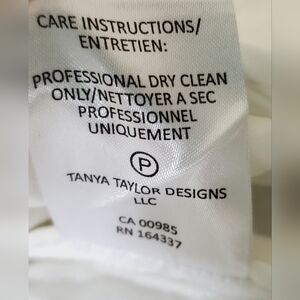 CARE INSTRUCTIONS/
ENTRETIEN:
PROFESSIONAL DRY CLEAN
ONLY/NETTOYER A SEC
PROFESSIONNEL
UNIQUEMENT
P
TANYA TAYLOR DESIGNS
LLC
CA 00985
RN 164337